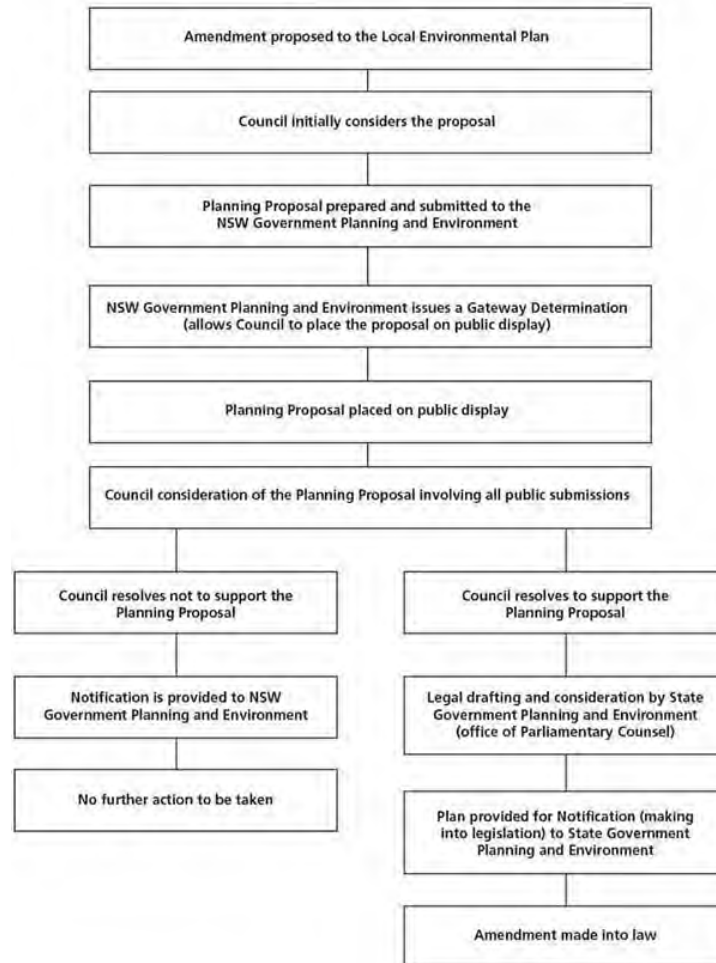 Amendment proposed to the Local Environmental Plan
Council initially considers the proposal
Planning Proposal prepared and submitted to the
NSW Government Planning and Environment
NSW Government Planning and Environment issues a Gateway Determination
(allows Council to place the proposal on public display)
Planning Proposal placed on public display
Council consideration of the Planning Proposal involving all public submissions
Council resolves not to support the
Planning Proposal
Notification is provided to NSW
Government Planning and Environment
No further action to be taken
Council resolves to support the
Planning Proposal
Legal drafting and consideration by State
Government Planning and Environment
(office of Parliamentary Counsel)
Plan provided for Notification (making
into legislation) to State Government
Planning and Environment
Amendment made into law